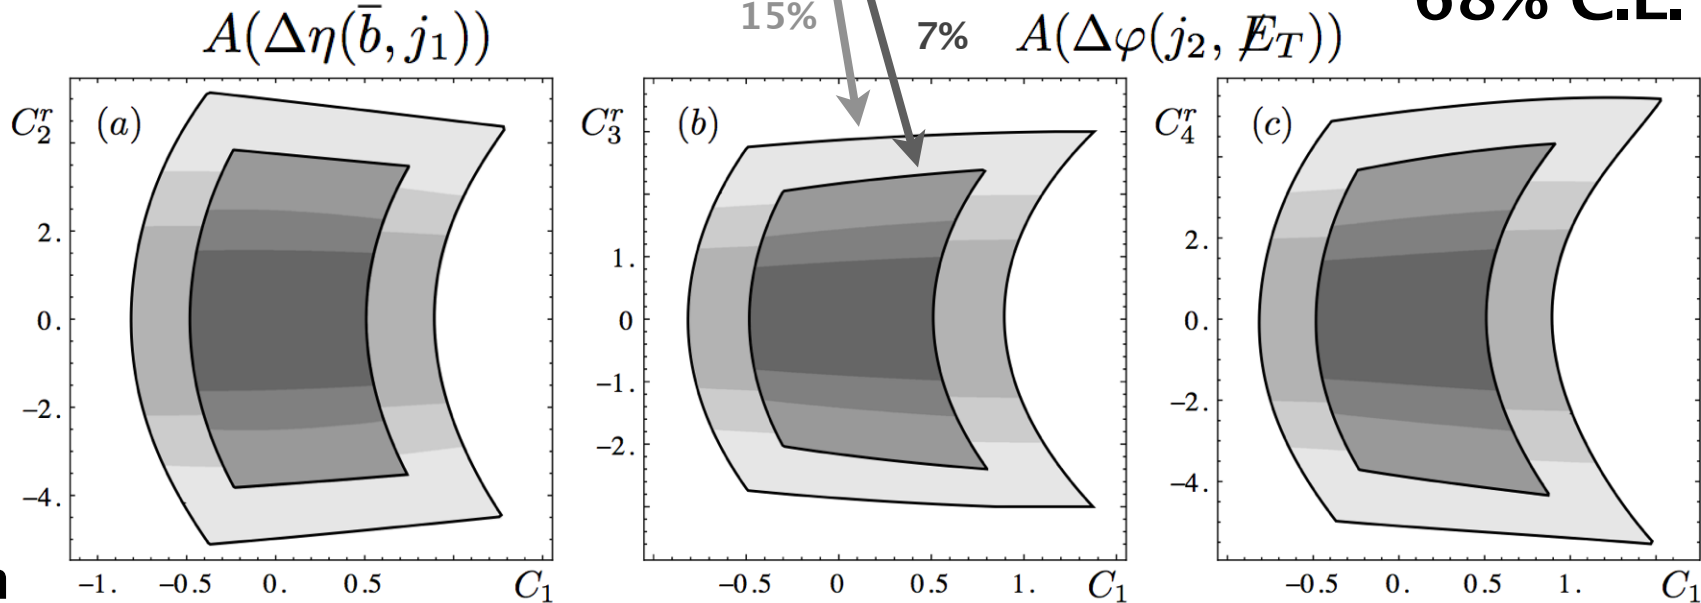 68% C.L.
15%
7%
A(Δη(b̅, j₁))
A(Δφ(j₂, E̸_T))
C₂ʳ
(a)
2.
0.
−2.
−4.
−1.
−0.5
0.
0.5
C₁
C₃ʳ
3
(b)
1.
0
−1.
−2.
−0.5
0
0.5
1.
C₁
C₄ʳ
4
(c)
2.
0.
−2.
−4.
−0.5
0.
0.5
1.
C₁